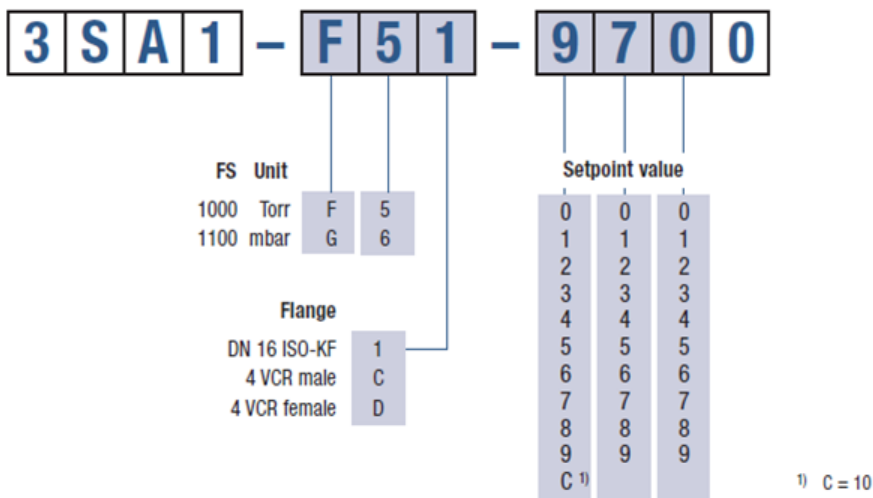 3SA1 – F51 – 9700
FS Unit
Setpoint value
1000 Torr F 5
1100 mbar G 6
Flange
DN 16 ISO-KF 1
4 VCR male C
4 VCR female D
0 0 0
1 1 1
2 2 2
3 3 3
4 4 4
5 5 5
6 6 6
7 7 7
8 8 8
9 9 9
C 1)
1) C = 10